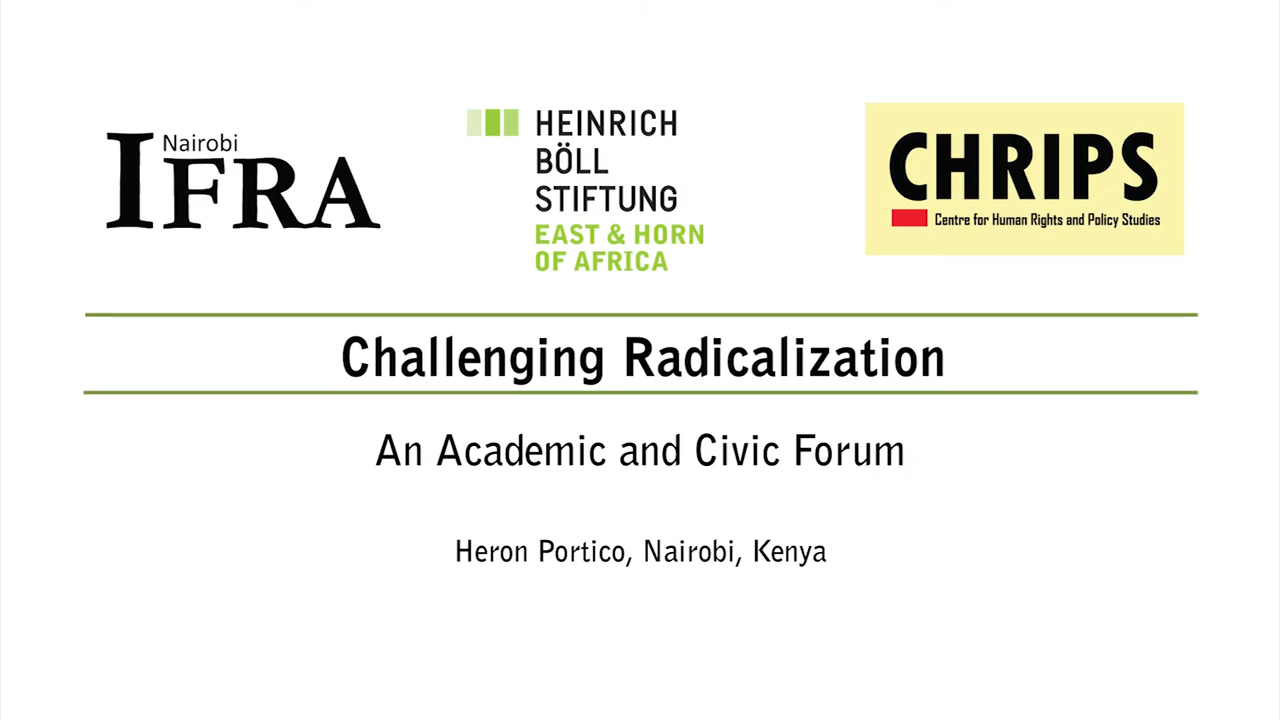 Nairobi
IFRA
HEINRICH
BÖLL
STIFTUNG
EAST & HORN
OF AFRICA
CHRIPS
Centre for Human Rights and Policy Studies
Challenging Radicalization
An Academic and Civic Forum
Heron Portico, Nairobi, Kenya